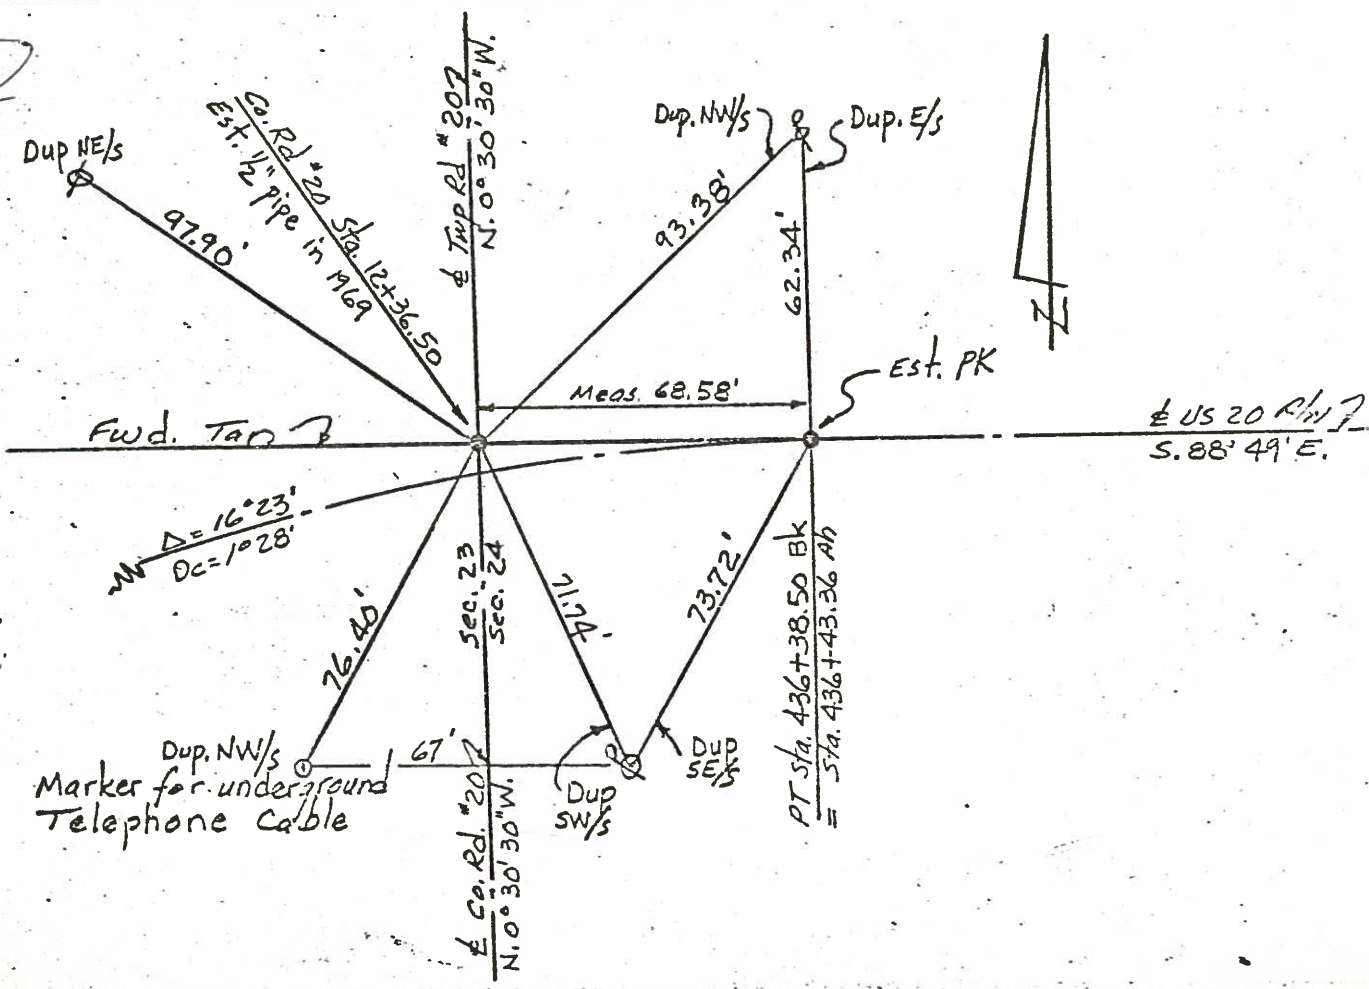 Dup NE/s
97.90'
Co. Rd #20 Sta. 12+36.50
Est. ½" pipe in 1969
℄ Twp Rd #207
N. 0° 30' 30" W.
Dup. NW/s
Dup. E/s
93.38'
62.34'
Meas. 68.58'
Est. PK
N
Fwd. Tan
℄ US 20 R/W
S. 88° 49' E.
Δ = 16° 23'
Dc = 1° 28'
76.40'
Sec. 23
Sec. 24
71.74'
73.72'
PT Sta. 436+38.50 BK
= Sta. 436+43.36 Ah
Dup. NW/s
Marker for underground
Telephone Cable
67'
Dup
SW/s
Dup
SE/s
℄ Co. Rd. #20
N. 0° 30' 30" W.